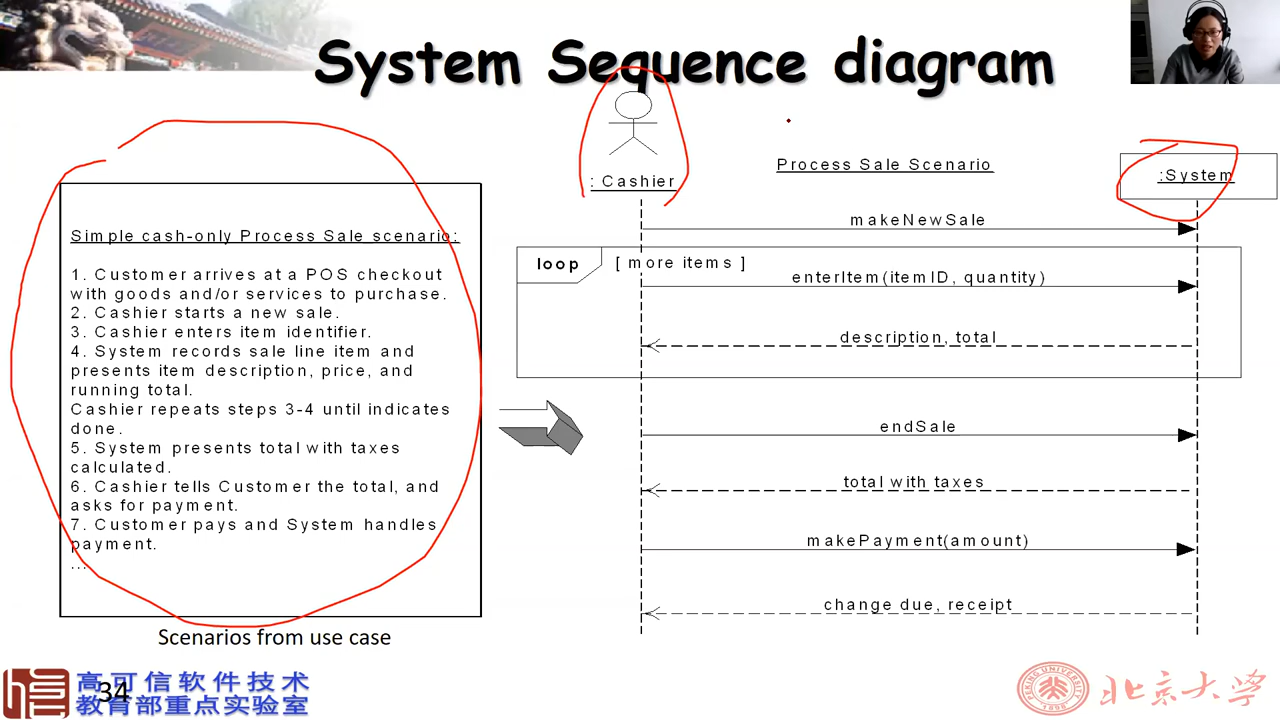 System Sequence diagram
: Cashier
Process Sale Scenario
:System
makeNewSale
loop
[ more items ]
enterItem(itemID, quantity)
description, total
endSale
total with taxes
makePayment(amount)
change due, receipt
Simple cash-only Process Sale scenario:
1. Customer arrives at a POS checkout
with goods and/or services to purchase.
2. Cashier starts a new sale.
3. Cashier enters item identifier.
4. System records sale line item and
presents item description, price, and
running total.
Cashier repeats steps 3-4 until indicates
done.
5. System presents total with taxes
calculated.
6. Cashier tells Customer the total, and
asks for payment.
7. Customer pays and System handles
payment.
...
Scenarios from use case
高可信软件技术
教育部重点实验室
34
PEKING UNIVERSITY
1898
北京大学